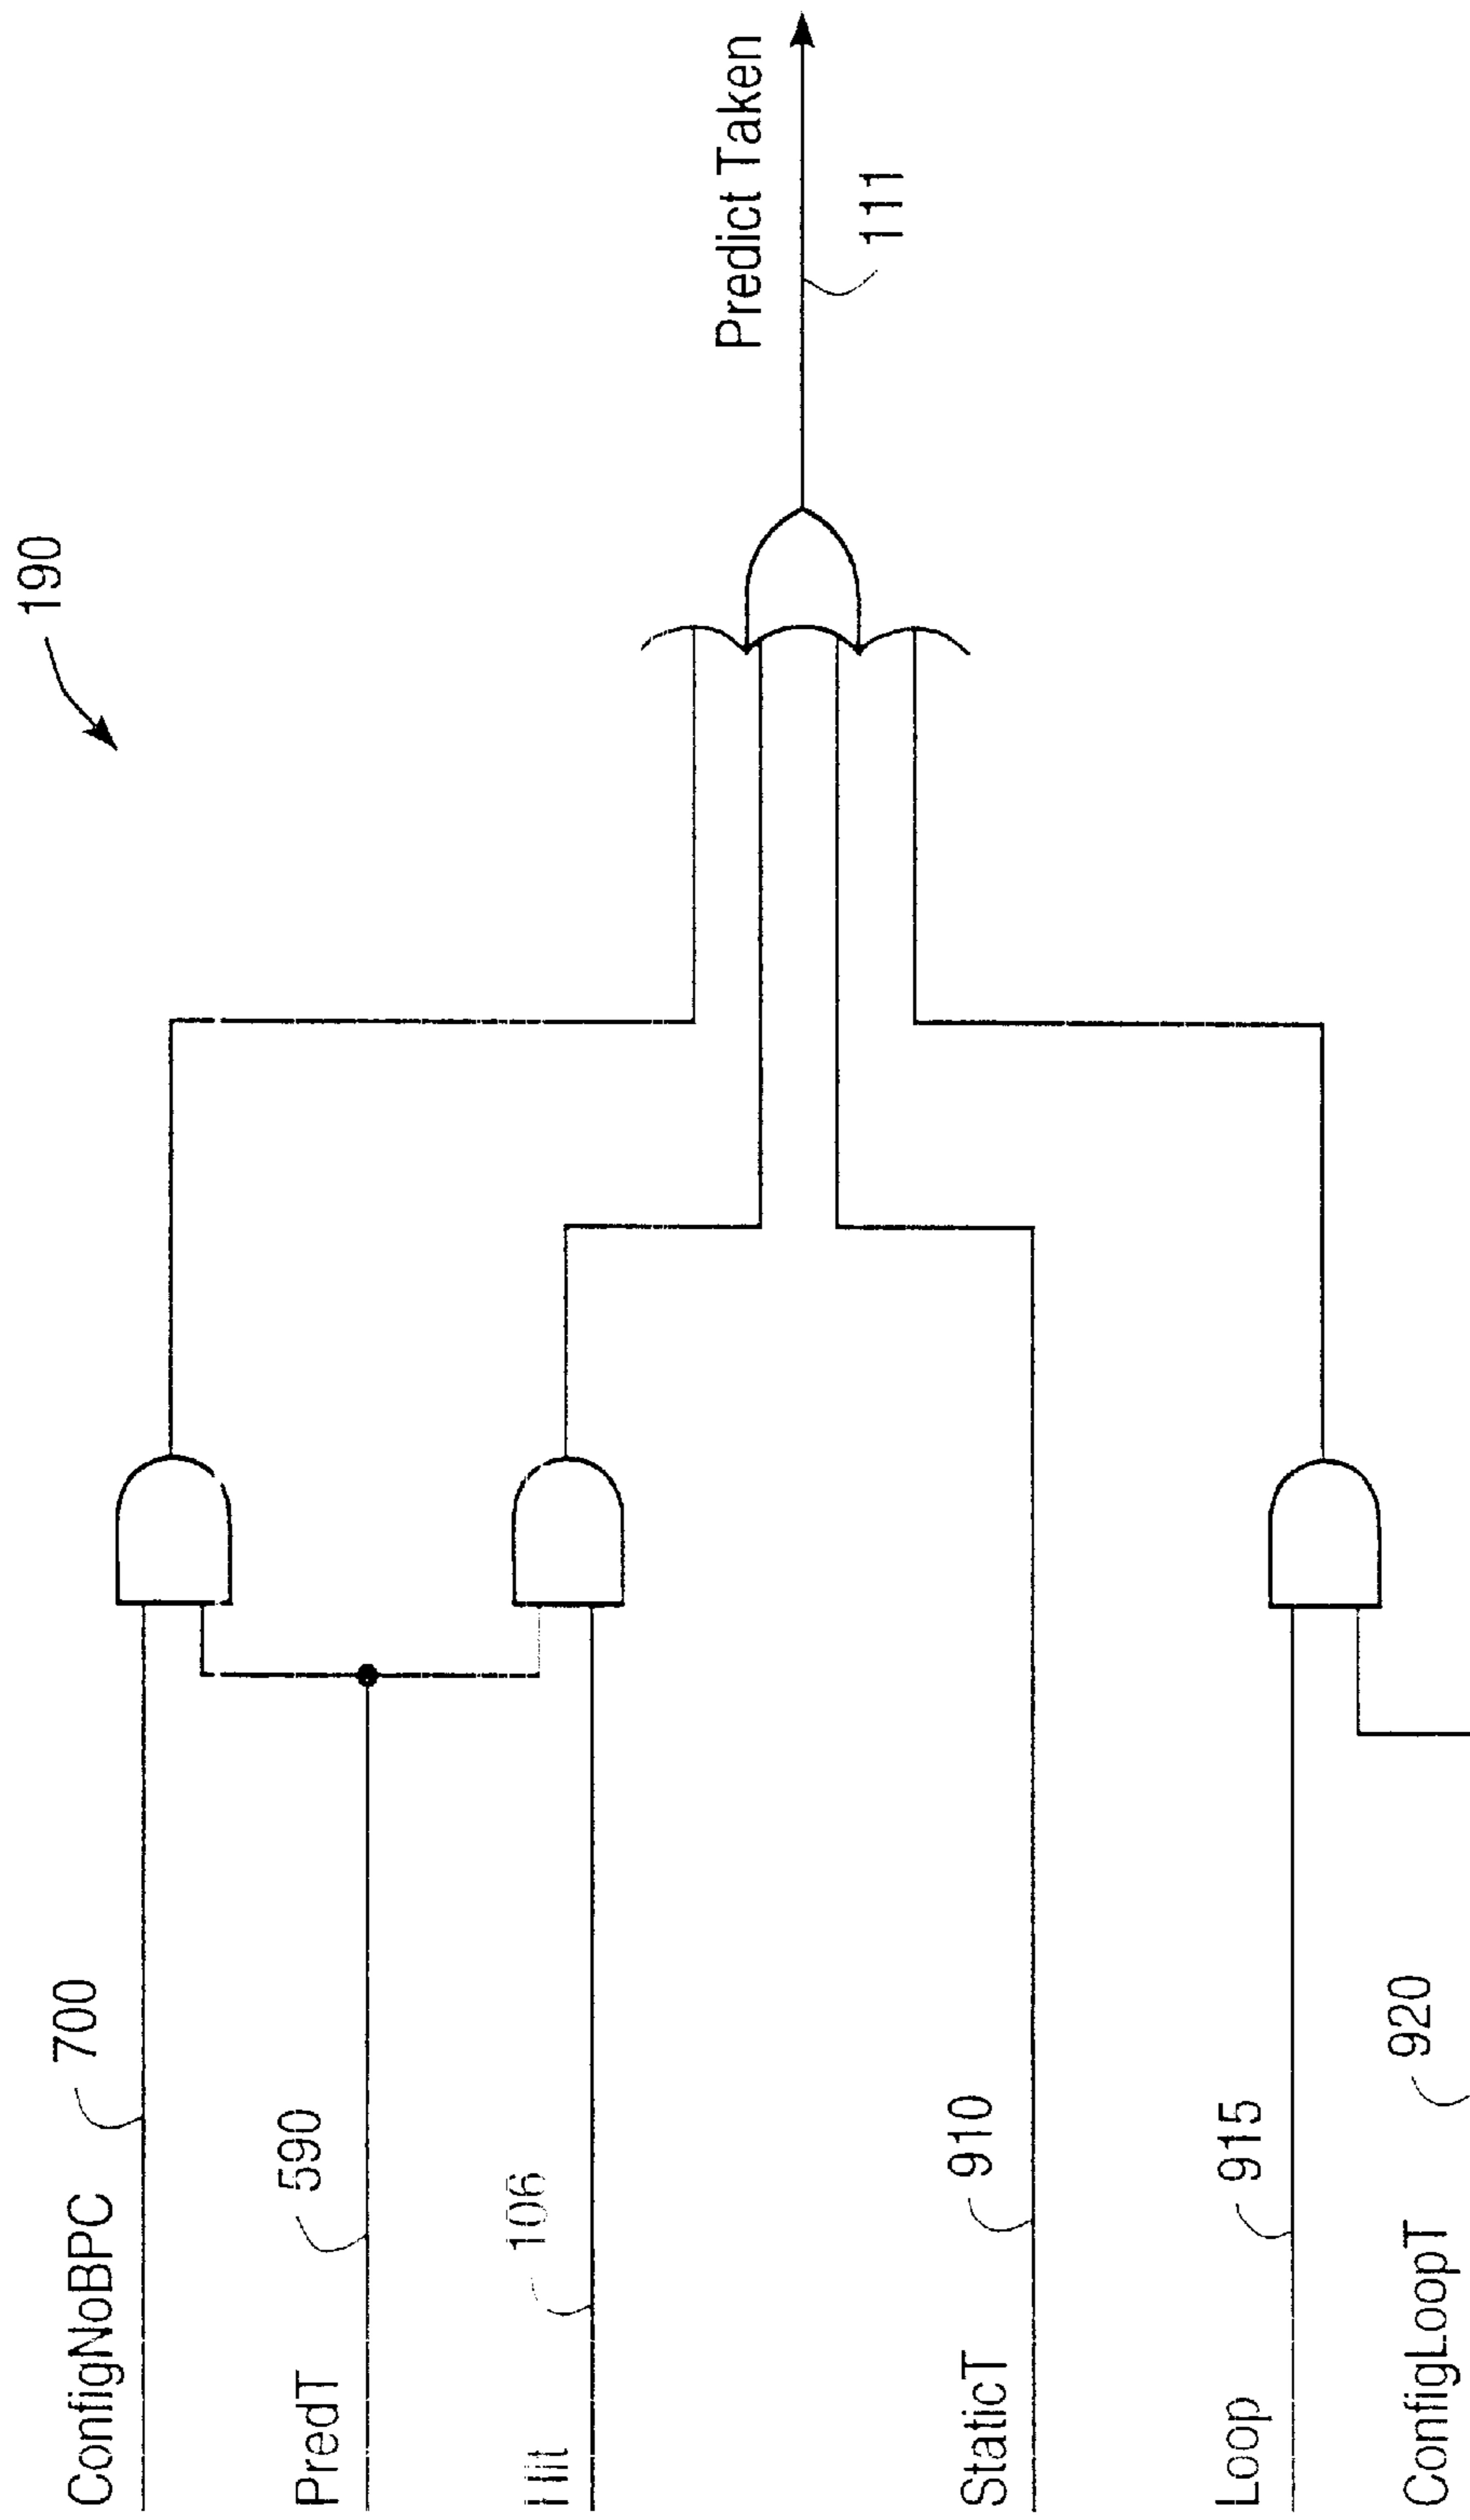 190
ConfigNoBPC
700
PredT
590
106
StaticT
910
Loop
915
ConfigLoopT
920
Predict Taken
111